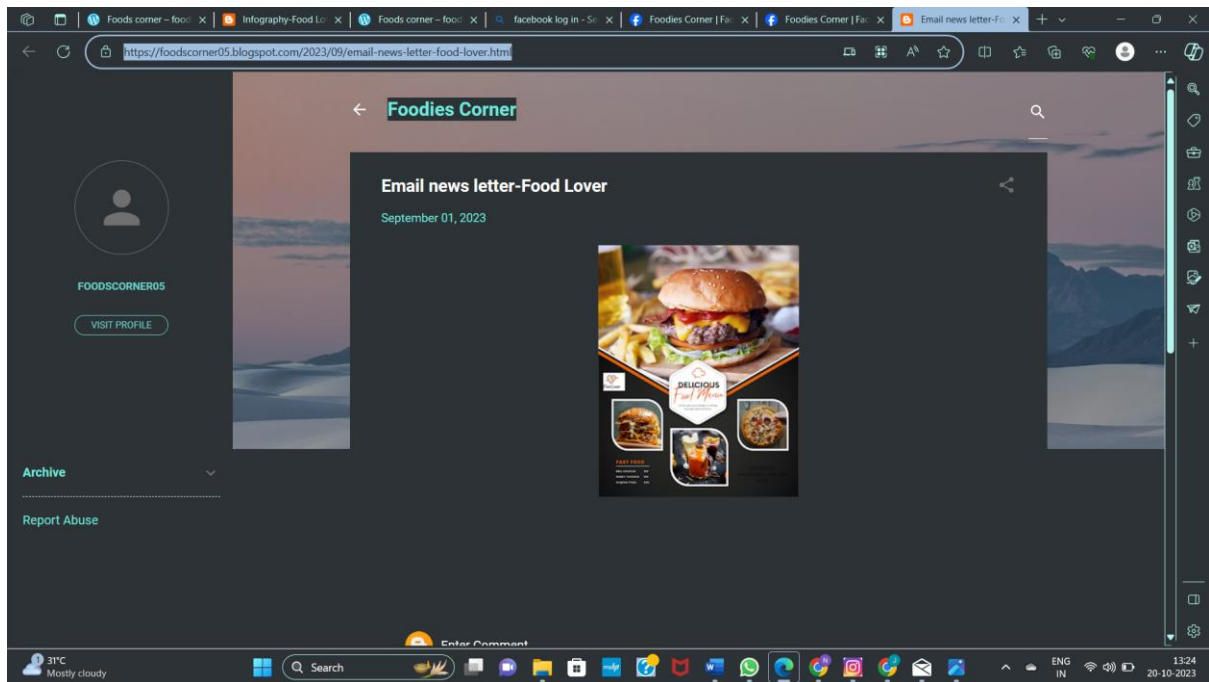 Foods corner – food
Infography-Food Lo
Foods corner – food
facebook log in - Se
Foodies Corner | Fac
Foodies Corner | Fac
Email news letter-Fo
https://foodscorner05.blogspot.com/2023/09/email-news-letter-food-lover.html
Foodies Corner
Email news letter-Food Lover
September 01, 2023
FOODSCORNER05
VISIT PROFILE
DELICIOUS
Food Menu
FAST FOOD
Archive
Report Abuse
Enter Comment
31°C
Mostly cloudy
Search
ENG
IN
13:24
20-10-2023